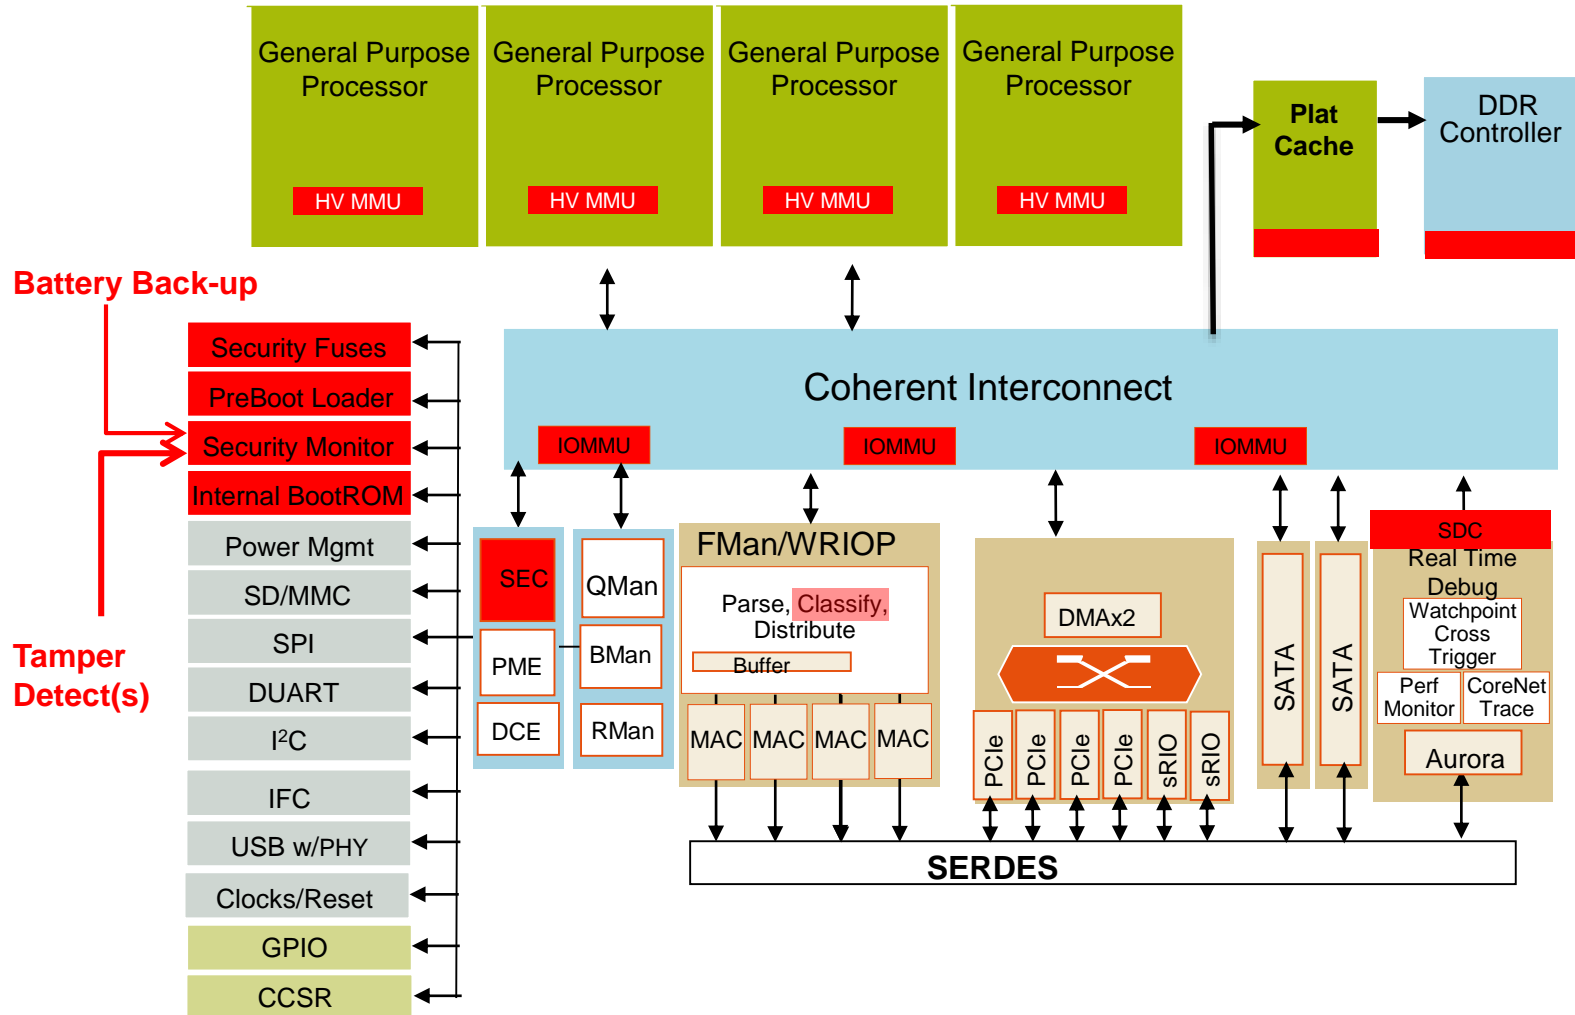 General Purpose
Processor
General Purpose
Processor
General Purpose
Processor
General Purpose
Processor
HV MMU
HV MMU
HV MMU
HV MMU
Plat
Cache
DDR
Controller
Battery Back-up
Tamper
Detect(s)
Security Fuses
PreBoot Loader
Security Monitor
Internal BootROM
Power Mgmt
SD/MMC
SPI
DUART
I²C
IFC
USB w/PHY
Clocks/Reset
GPIO
CCSR
Coherent Interconnect
IOMMU
IOMMU
IOMMU
SEC
PME
DCE
QMan
BMan
RMan
FMan/WRIOP
Parse, Classify,
Distribute
Buffer
MAC
MAC
MAC
MAC
DMAx2
PCIe
PCIe
PCIe
PCIe
sRIO
sRIO
SATA
SATA
SDC
Real Time
Debug
Watchpoint
Cross
Trigger
Perf
Monitor
CoreNet
Trace
Aurora
SERDES